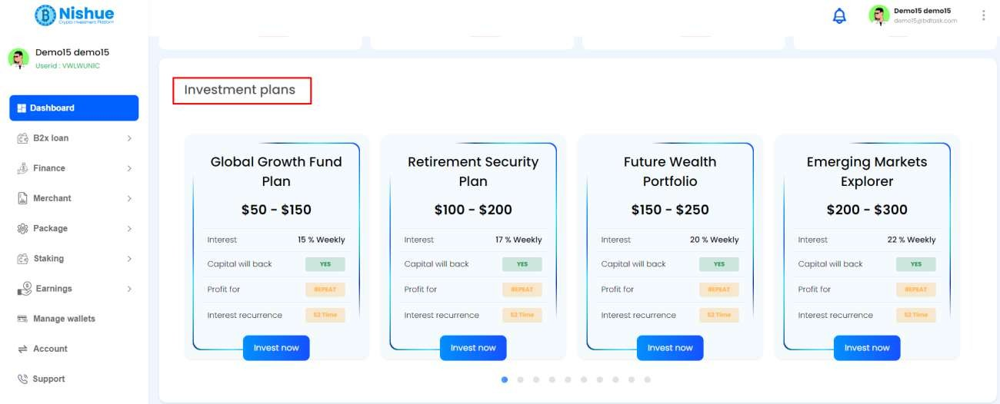 Nishue
Crypto Investment Platform
Demo15 demo15
demo15@bdtask.com
Demo15 demo15
Userid : VWLWUNIC
Dashboard
B2x loan
Finance
Merchant
Package
Staking
Earnings
Manage wallets
Account
Support
Investment plans
Global Growth Fund
Plan
$50 - $150
Interest 15 % Weekly
Capital will back YES
Profit for REPEAT
Interest recurrence 52 Time
Invest now
Retirement Security
Plan
$100 - $200
Interest 17 % Weekly
Capital will back YES
Profit for REPEAT
Interest recurrence 52 Time
Invest now
Future Wealth
Portfolio
$150 - $250
Interest 20 % Weekly
Capital will back YES
Profit for REPEAT
Interest recurrence 52 Time
Invest now
Emerging Markets
Explorer
$200 - $300
Interest 22 % Weekly
Capital will back YES
Profit for REPEAT
Interest recurrence 52 Time
Invest now